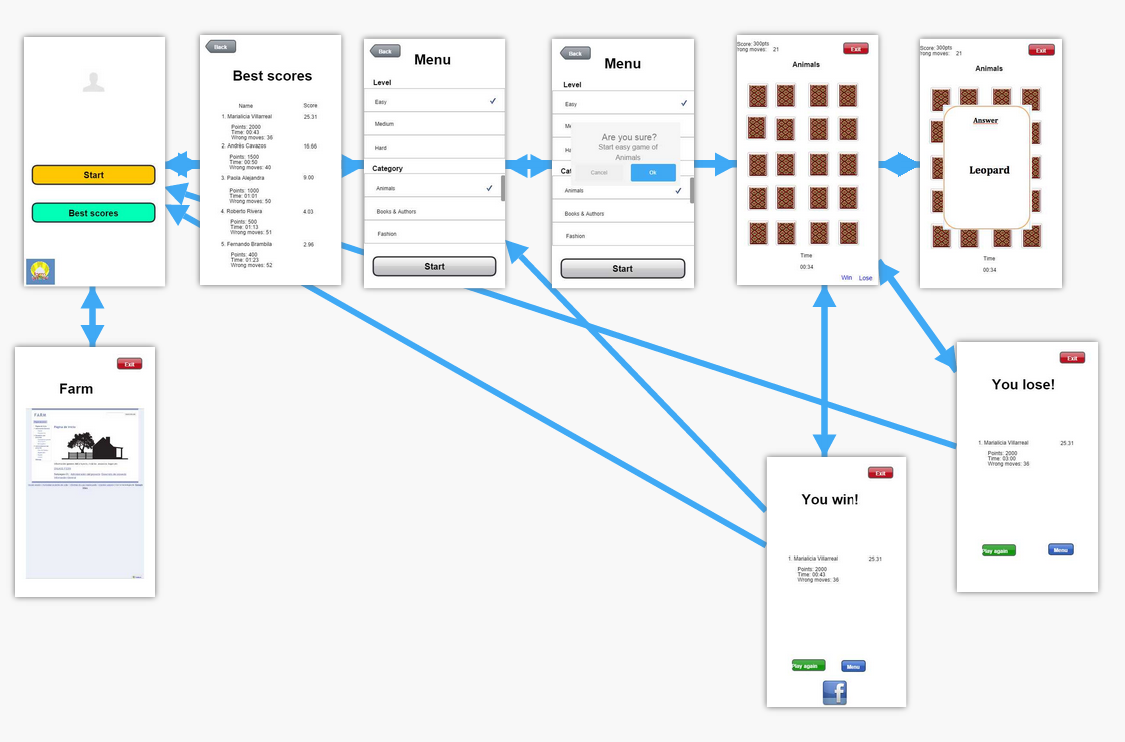 Start
Best scores
Back
Best scores
Name Score
1. Marialicia Villarreal 25.31
Points: 2000
Time: 00:43
Wrong moves: 36
2. Andrés Cavazos 16.66
Points: 1500
Time: 00:50
Wrong moves: 40
3. Paola Alejandra 9.00
Points: 1000
Time: 01:01
Wrong moves: 50
4. Roberto Rivera 4.03
Points: 500
Time: 01:13
Wrong moves: 51
5. Fernando Brambila 2.96
Points: 400
Time: 01:23
Wrong moves: 52
Back
Menu
Level
Easy
Medium
Hard
Category
Animals
Books & Authors
Fashion
Start
Back
Menu
Level
Easy
Me
Ha
Cat
Are you sure?
Start easy game of
Animals
Cancel Ok
Animals
Books & Authors
Fashion
Start
Score: 300pts
rong moves: 21
Exit
Animals
Time
00:34
Win Lose
Score: 300pts
rong moves: 21
Exit
Animals
Answer
Leopard
Time
00:34
Exit
Farm
FARM
Exit
You win!
1. Marialicia Villarreal 25.31
Points: 2000
Time: 00:43
Wrong moves: 36
Play again Menu
f
Exit
You lose!
1. Marialicia Villarreal 25.31
Points: 2000
Time: 03:00
Wrong moves: 36
Play again Menu